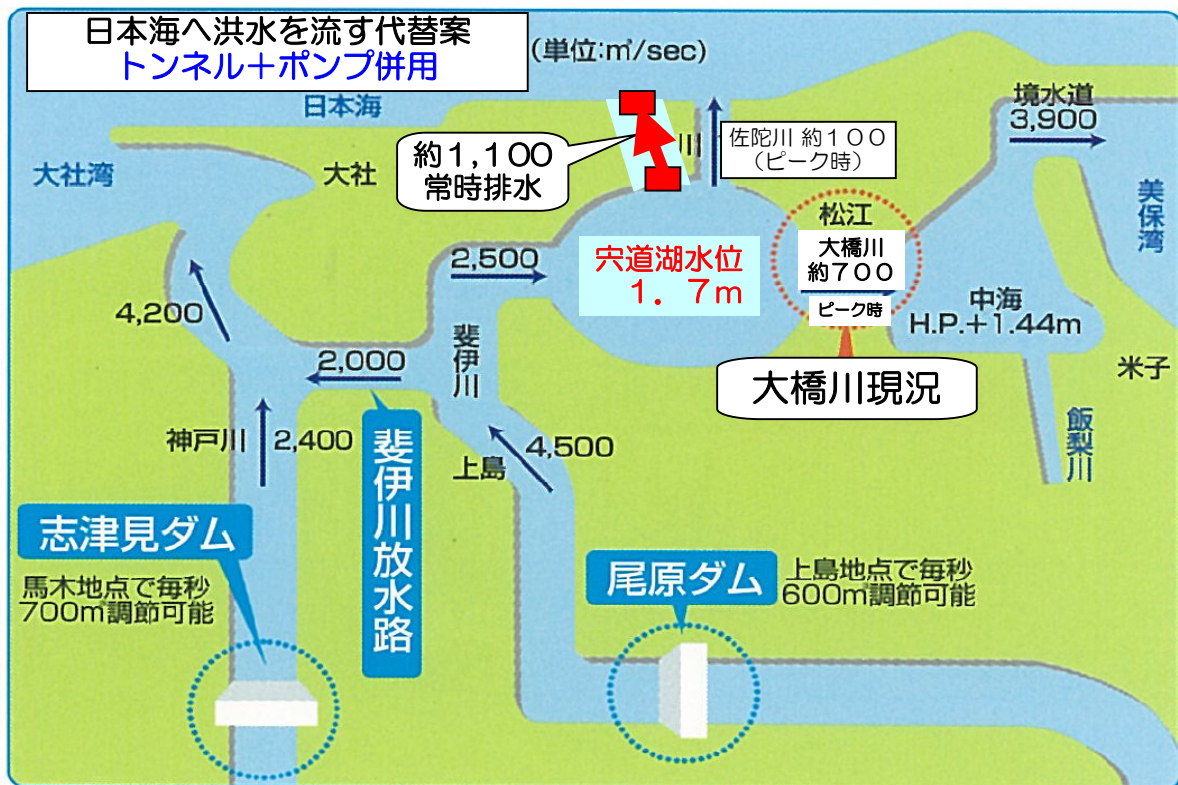 日本海へ洪水を流す代替案
トンネル＋ポンプ併用
(単位:㎥/sec)
日本海
境水道
3,900
川
佐陀川 約１００
（ピーク時）
約１,１００
常時排水
大社湾
大社
美保湾
松江
大橋川
約７００
ピーク時
2,500
宍道湖水位
１．７ｍ
中海
H.P.+1.44m
4,200
斐伊川
2,000
大橋川現況
米子
飯梨川
神戸川
2,400
斐伊川放水路
4,500
上島
志津見ダム
馬木地点で毎秒
700㎥調節可能
尾原ダム
上島地点で毎秒
600㎥調節可能